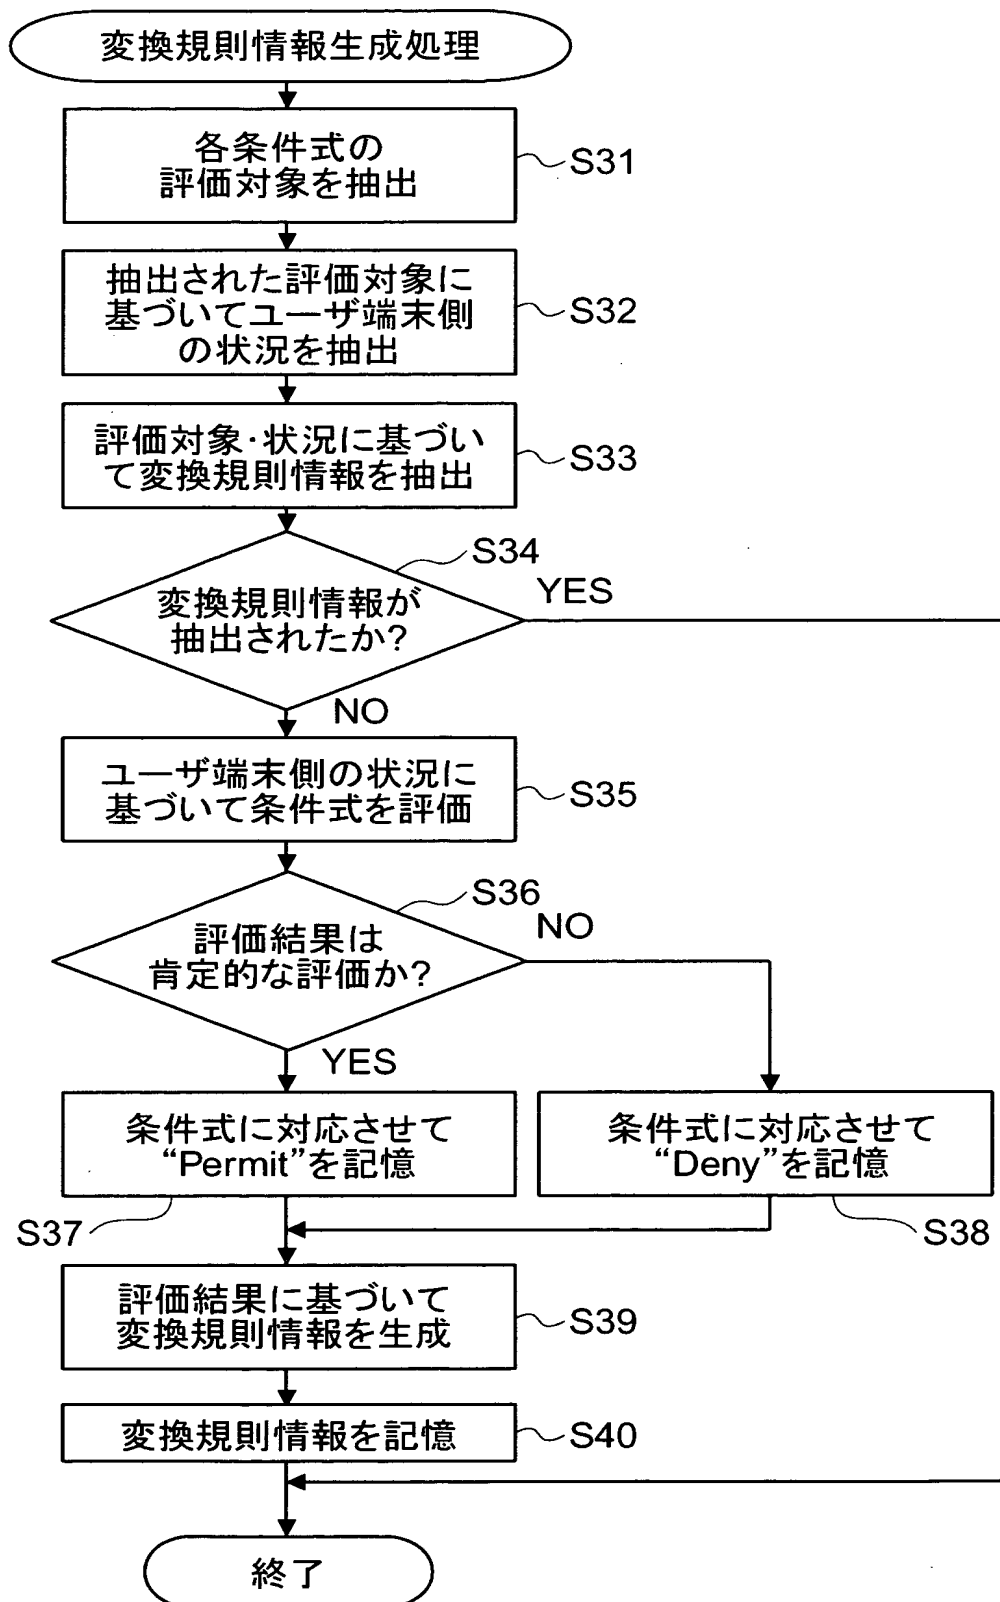 変換規則情報生成処理
各条件式の
評価対象を抽出
S31
抽出された評価対象に
基づいてユーザ端末側
の状況を抽出
S32
評価対象・状況に基づい
て変換規則情報を抽出
S33
S34
変換規則情報が
抽出されたか?
YES
NO
ユーザ端末側の状況に
基づいて条件式を評価
S35
S36
評価結果は
肯定的な評価か?
NO
YES
条件式に対応させて
“Permit”を記憶
S37
条件式に対応させて
“Deny”を記憶
S38
評価結果に基づいて
変換規則情報を生成
S39
変換規則情報を記憶
S40
終了